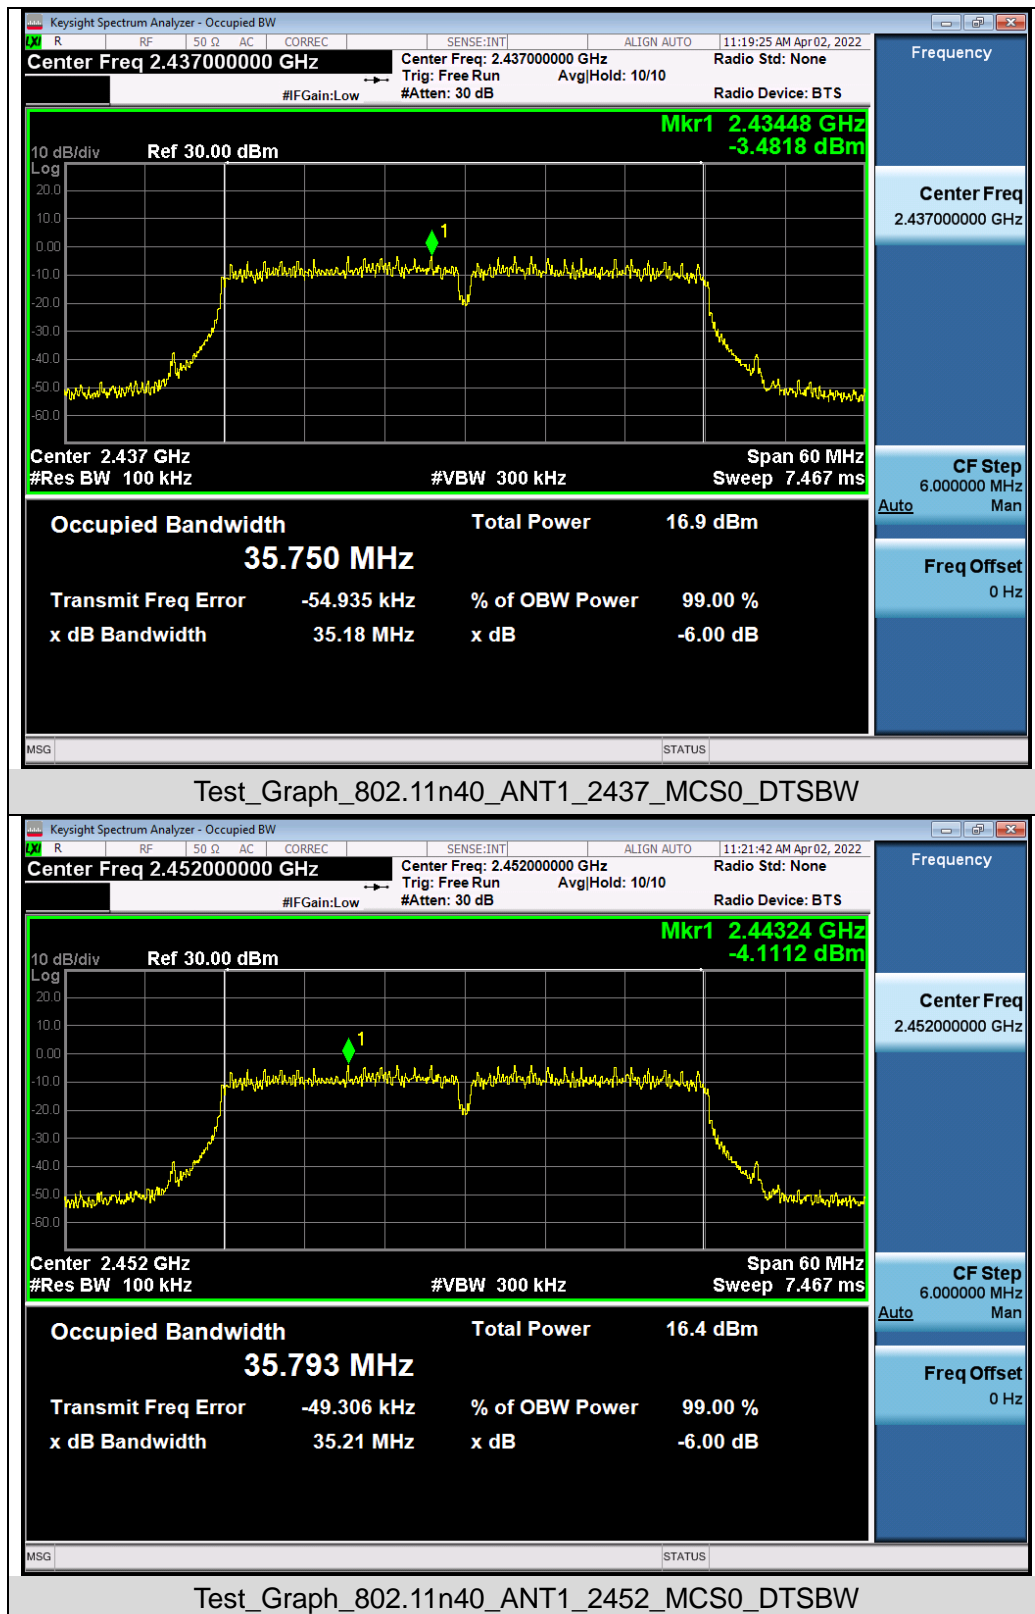 Keysight Spectrum Analyzer - Occupied BW
LXI R RF 50 Ω AC CORREC SENSE:INT ALIGN AUTO 11:19:25 AM Apr 02, 2022
Center Freq 2.437000000 GHz
Center Freq: 2.437000000 GHz
Radio Std: None
Trig: Free Run Avg|Hold: 10/10
#IFGain:Low
#Atten: 30 dB
Radio Device: BTS
Frequency
Mkr1 2.43448 GHz
-3.4818 dBm
10 dB/div Ref 30.00 dBm
Log
20.0
10.0
0.00
-10.0
-20.0
-30.0
-40.0
-50.0
-60.0
1
Center 2.437 GHz Span 60 MHz
#Res BW 100 kHz #VBW 300 kHz Sweep 7.467 ms
Center Freq
2.437000000 GHz
CF Step
6.000000 MHz
Auto Man
Freq Offset
0 Hz
Occupied Bandwidth Total Power 16.9 dBm
35.750 MHz
Transmit Freq Error -54.935 kHz % of OBW Power 99.00 %
x dB Bandwidth 35.18 MHz x dB -6.00 dB
MSG STATUS
Test_Graph_802.11n40_ANT1_2437_MCS0_DTSBW
Keysight Spectrum Analyzer - Occupied BW
LXI R RF 50 Ω AC CORREC SENSE:INT ALIGN AUTO 11:21:42 AM Apr 02, 2022
Center Freq 2.452000000 GHz
Center Freq: 2.452000000 GHz
Radio Std: None
Trig: Free Run Avg|Hold: 10/10
#IFGain:Low
#Atten: 30 dB
Radio Device: BTS
Frequency
Mkr1 2.44324 GHz
-4.1112 dBm
10 dB/div Ref 30.00 dBm
Log
20.0
10.0
0.00
-10.0
-20.0
-30.0
-40.0
-50.0
-60.0
1
Center 2.452 GHz Span 60 MHz
#Res BW 100 kHz #VBW 300 kHz Sweep 7.467 ms
Center Freq
2.452000000 GHz
CF Step
6.000000 MHz
Auto Man
Freq Offset
0 Hz
Occupied Bandwidth Total Power 16.4 dBm
35.793 MHz
Transmit Freq Error -49.306 kHz % of OBW Power 99.00 %
x dB Bandwidth 35.21 MHz x dB -6.00 dB
MSG STATUS
Test_Graph_802.11n40_ANT1_2452_MCS0_DTSBW